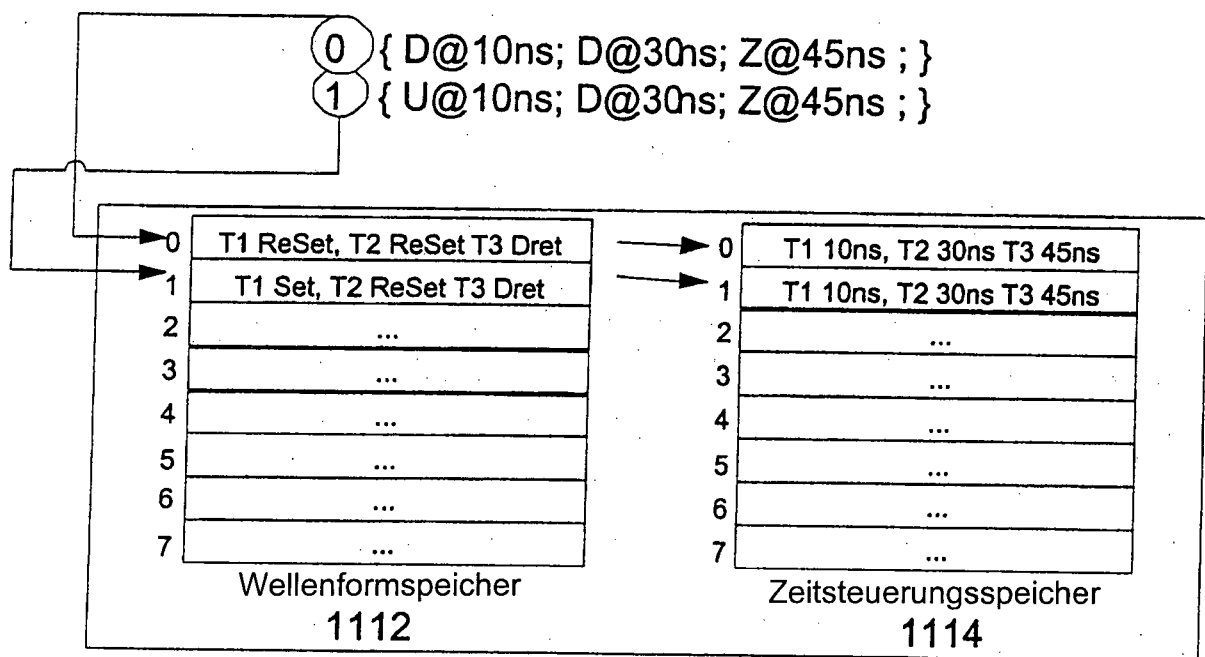 0 { D@10ns; D@30ns; Z@45ns ; }
1 { U@10ns; D@30ns; Z@45ns ; }
0 T1 ReSet, T2 ReSet T3 Dret
1 T1 Set, T2 ReSet T3 Dret
2 ...
3 ...
4 ...
5 ...
6 ...
7 ...
Wellenformspeicher
1112
0 T1 10ns, T2 30ns T3 45ns
1 T1 10ns, T2 30ns T3 45ns
2 ...
3 ...
4 ...
5 ...
6 ...
7 ...
Zeitsteuerungsspeicher
1114